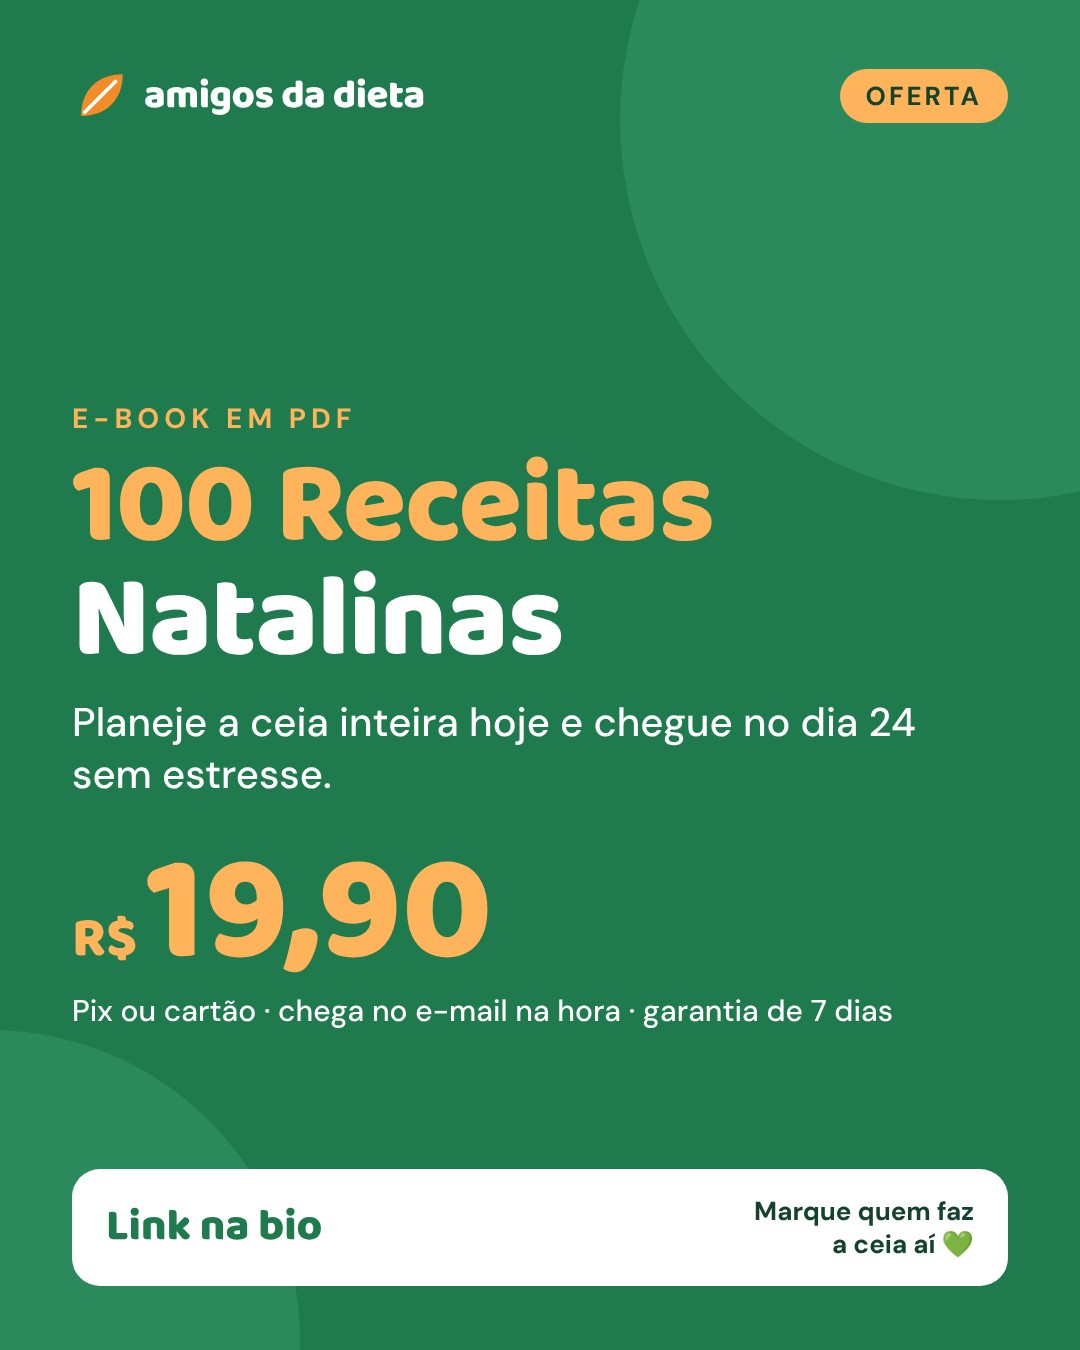 amigos da dieta
OFERTA
E-BOOK EM PDF
100 Receitas
Natalinas
Planeje a ceia inteira hoje e chegue no dia 24
sem estresse.
R$ 19,90
Pix ou cartão · chega no e-mail na hora · garantia de 7 dias
Link na bio
Marque quem faz
a ceia aí 💚